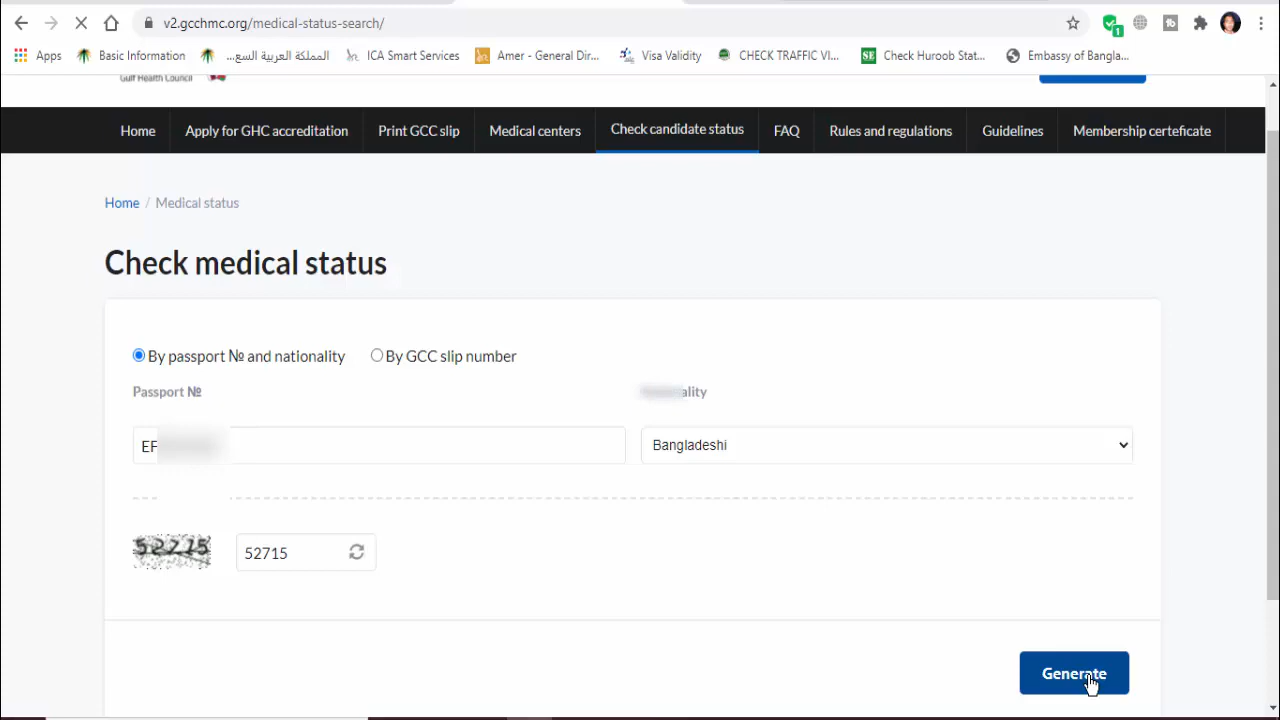 v2.gcchmc.org/medical-status-search/
1
Apps Basic Information المملكة العربية السع... ICA Smart Services Amer - General Dir... Visa Validity CHECK TRAFFIC VI... SE Check Huroob Stat... Embassy of Bangla...
Gulf Health Council
Home Apply for GHC accreditation Print GCC slip Medical centers Check candidate status FAQ Rules and regulations Guidelines Membership certeficate
Home / Medical status
Check medical status
By passport № and nationality By GCC slip number
Passport № ality
EF Bangladeshi
52715 52715
Generate